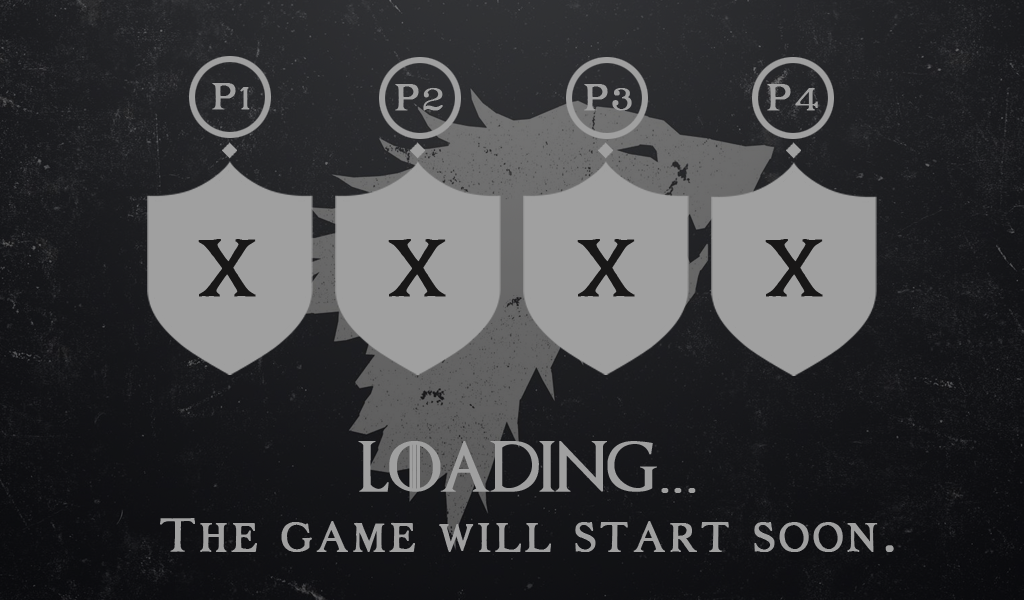 P1 P2 P3 P4
X X X X
LOADING...
THE GAME WILL START SOON.